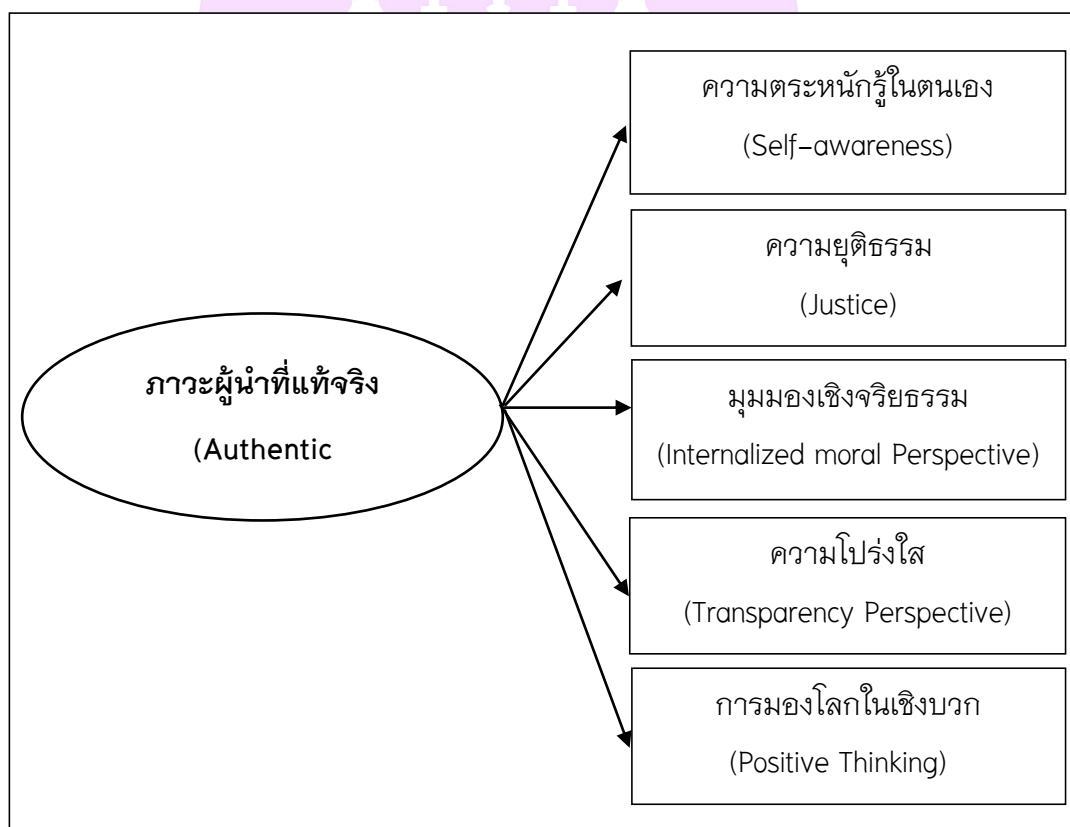 ความตระหนักรู้ในตนเอง
(Self–awareness)
ความยุติธรรม
(Justice)
ภาวะผู้นำที่แท้จริง
(Authentic
มุมมองเชิงจริยธรรม
(Internalized moral Perspective)
ความโปร่งใส
(Transparency Perspective)
การมองโลกในเชิงบวก
(Positive Thinking)